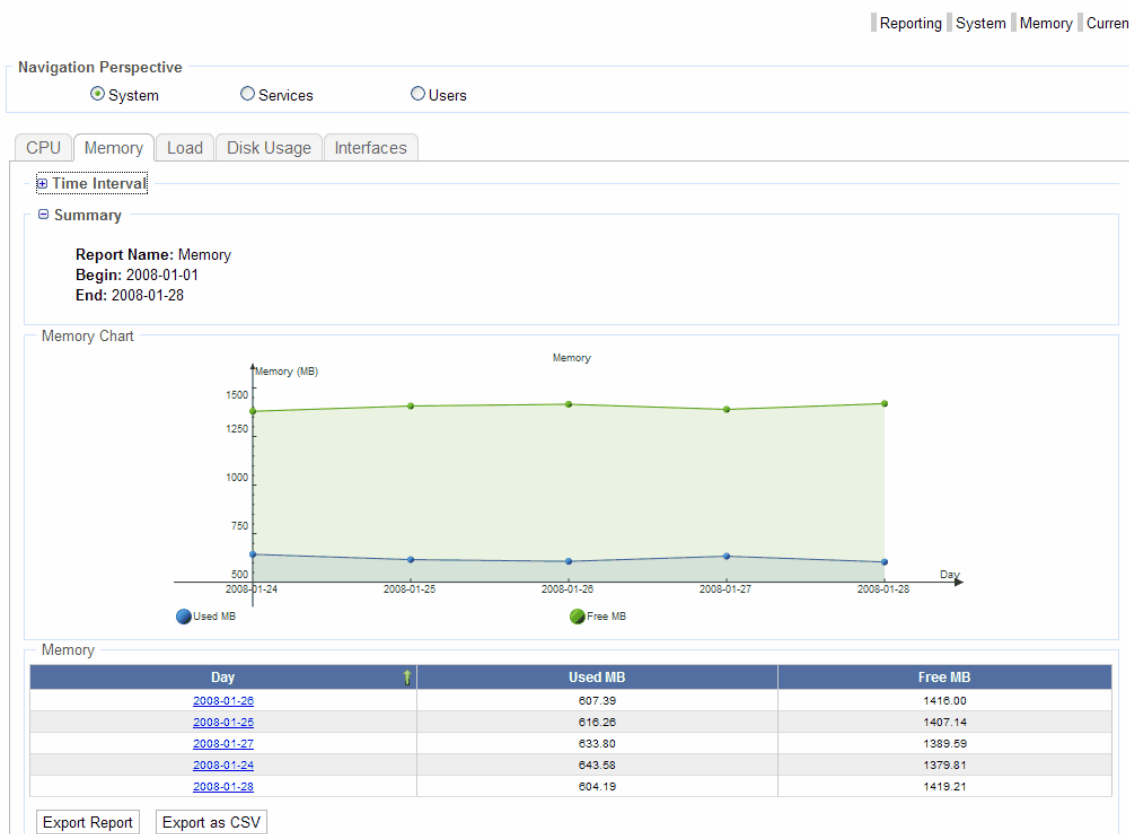 Reporting System Memory Curren
Navigation Perspective
System Services Users
CPU Memory Load Disk Usage Interfaces
Time Interval
Summary
Report Name: Memory
Begin: 2008-01-01
End: 2008-01-28
Memory Chart
Memory
Memory (MB)
1500
1250
1000
750
500
Day
2008-01-24 2008-01-25 2008-01-26 2008-01-27 2008-01-28
Used MB Free MB
Memory
Day Used MB Free MB
2008-01-26 607.39 1416.00
2008-01-25 616.26 1407.14
2008-01-27 633.80 1389.59
2008-01-24 643.58 1379.81
2008-01-28 604.19 1419.21
Export Report Export as CSV